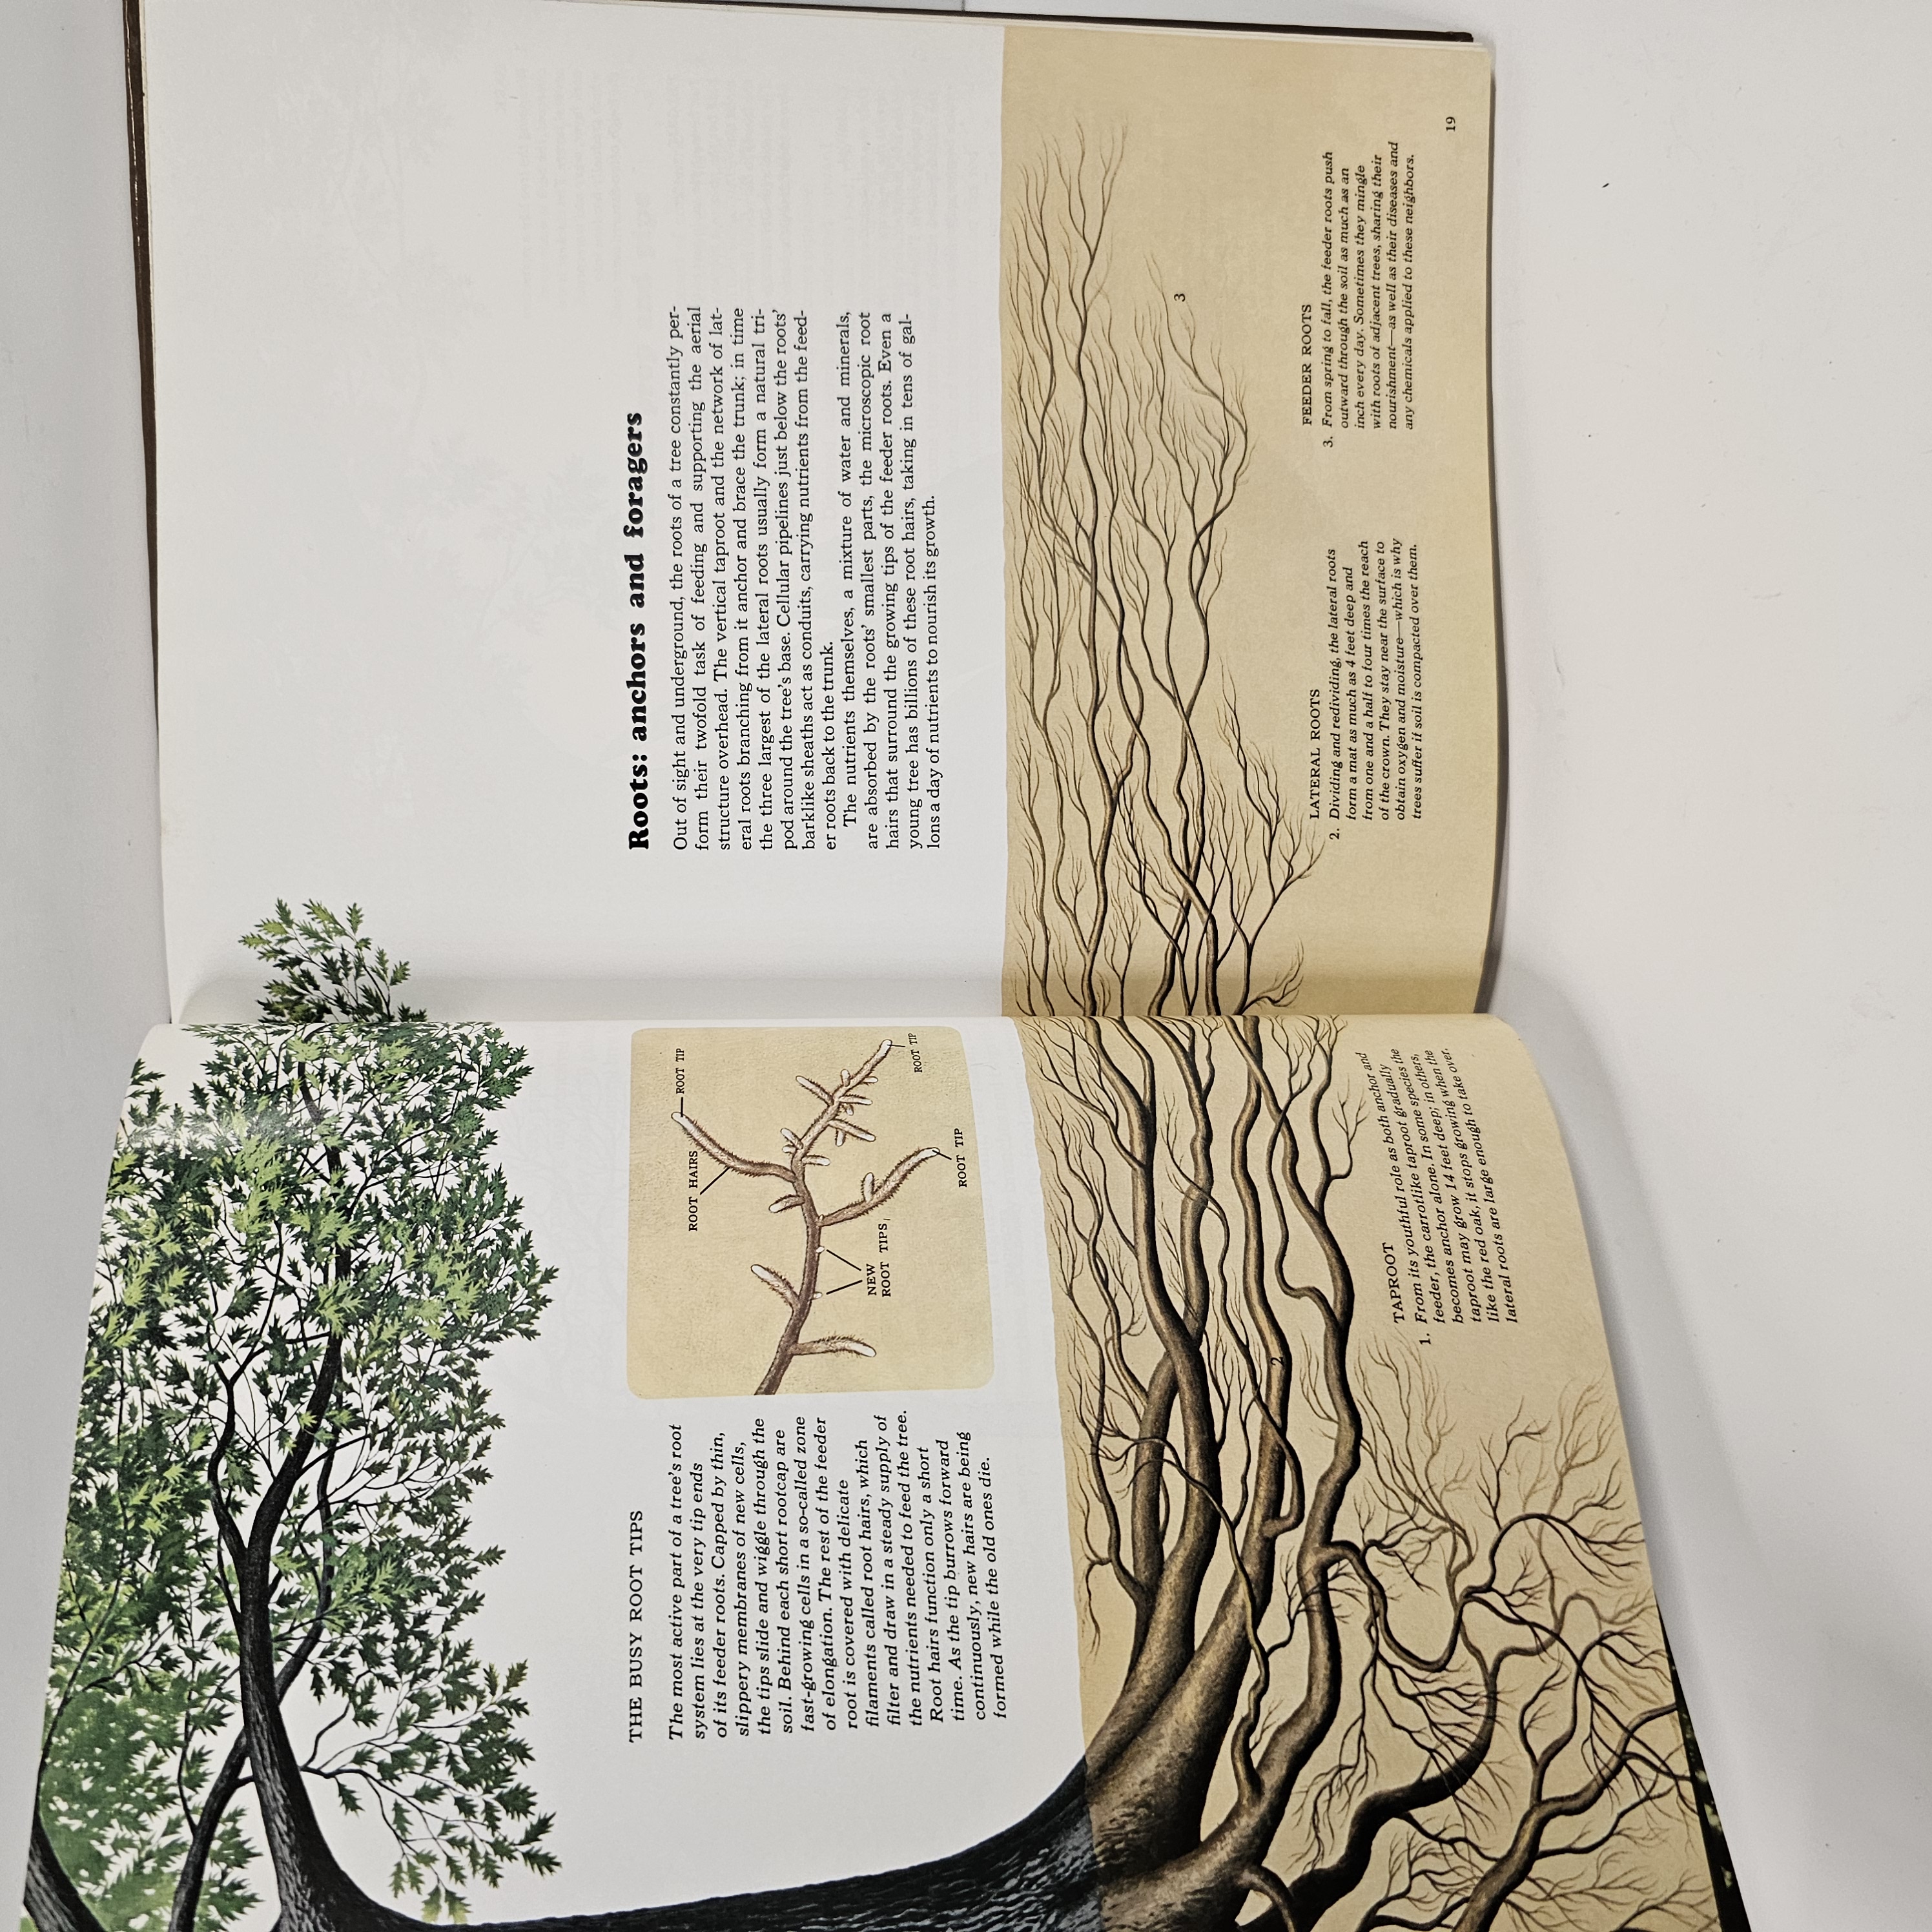 THE BUSY ROOT TIPS
The most active part of a tree's root
system lies at the very tip ends
of its feeder roots. Capped by thin,
slippery membranes of new cells,
the tips slide and wiggle through the
soil. Behind each short rootcap are
fast-growing cells in a so-called zone
of elongation. The rest of the feeder
root is covered with delicate
filaments called root hairs, which
filter and draw in a steady supply of
the nutrients needed to feed the tree.
Root hairs function only a short
time. As the tip burrows forward
continuously, new hairs are being
formed while the old ones die.
ROOT HAIRS
ROOT TIP
NEW
ROOT TIPS
ROOT TIP
ROOT TIP
2
TAPROOT
1. From its youthful role as both anchor and
feeder, the carrotlike taproot gradually
becomes anchor alone. In some species the
taproot may grow 14 feet deep; in others,
like the red oak, it stops growing when the
lateral roots are large enough to take over.
Roots: anchors and foragers
Out of sight and underground, the roots of a tree constantly per-
form their twofold task of feeding and supporting the aerial
structure overhead. The vertical taproot and the network of lat-
eral roots branching from it anchor and brace the trunk; in time
the three largest of the lateral roots usually form a natural tri-
pod around the tree's base. Cellular pipelines just below the roots'
barklike sheaths act as conduits, carrying nutrients from the feed-
er roots back to the trunk.
The nutrients themselves, a mixture of water and minerals,
are absorbed by the roots' smallest parts, the microscopic root
hairs that surround the growing tips of the feeder roots. Even a
young tree has billions of these root hairs, taking in tens of gal-
lons a day of nutrients to nourish its growth.
3
LATERAL ROOTS
2. Dividing and redividing, the lateral roots
form a mat as much as 4 feet deep and
from one and a half to four times the reach
of the crown. They stay near the surface to
obtain oxygen and moisture—which is why
trees suffer if soil is compacted over them.
FEEDER ROOTS
3. From spring to fall, the feeder roots push
outward through the soil as much as an
inch every day. Sometimes they mingle
with roots of adjacent trees, sharing their
nourishment—as well as their diseases and
any chemicals applied to these neighbors.
19